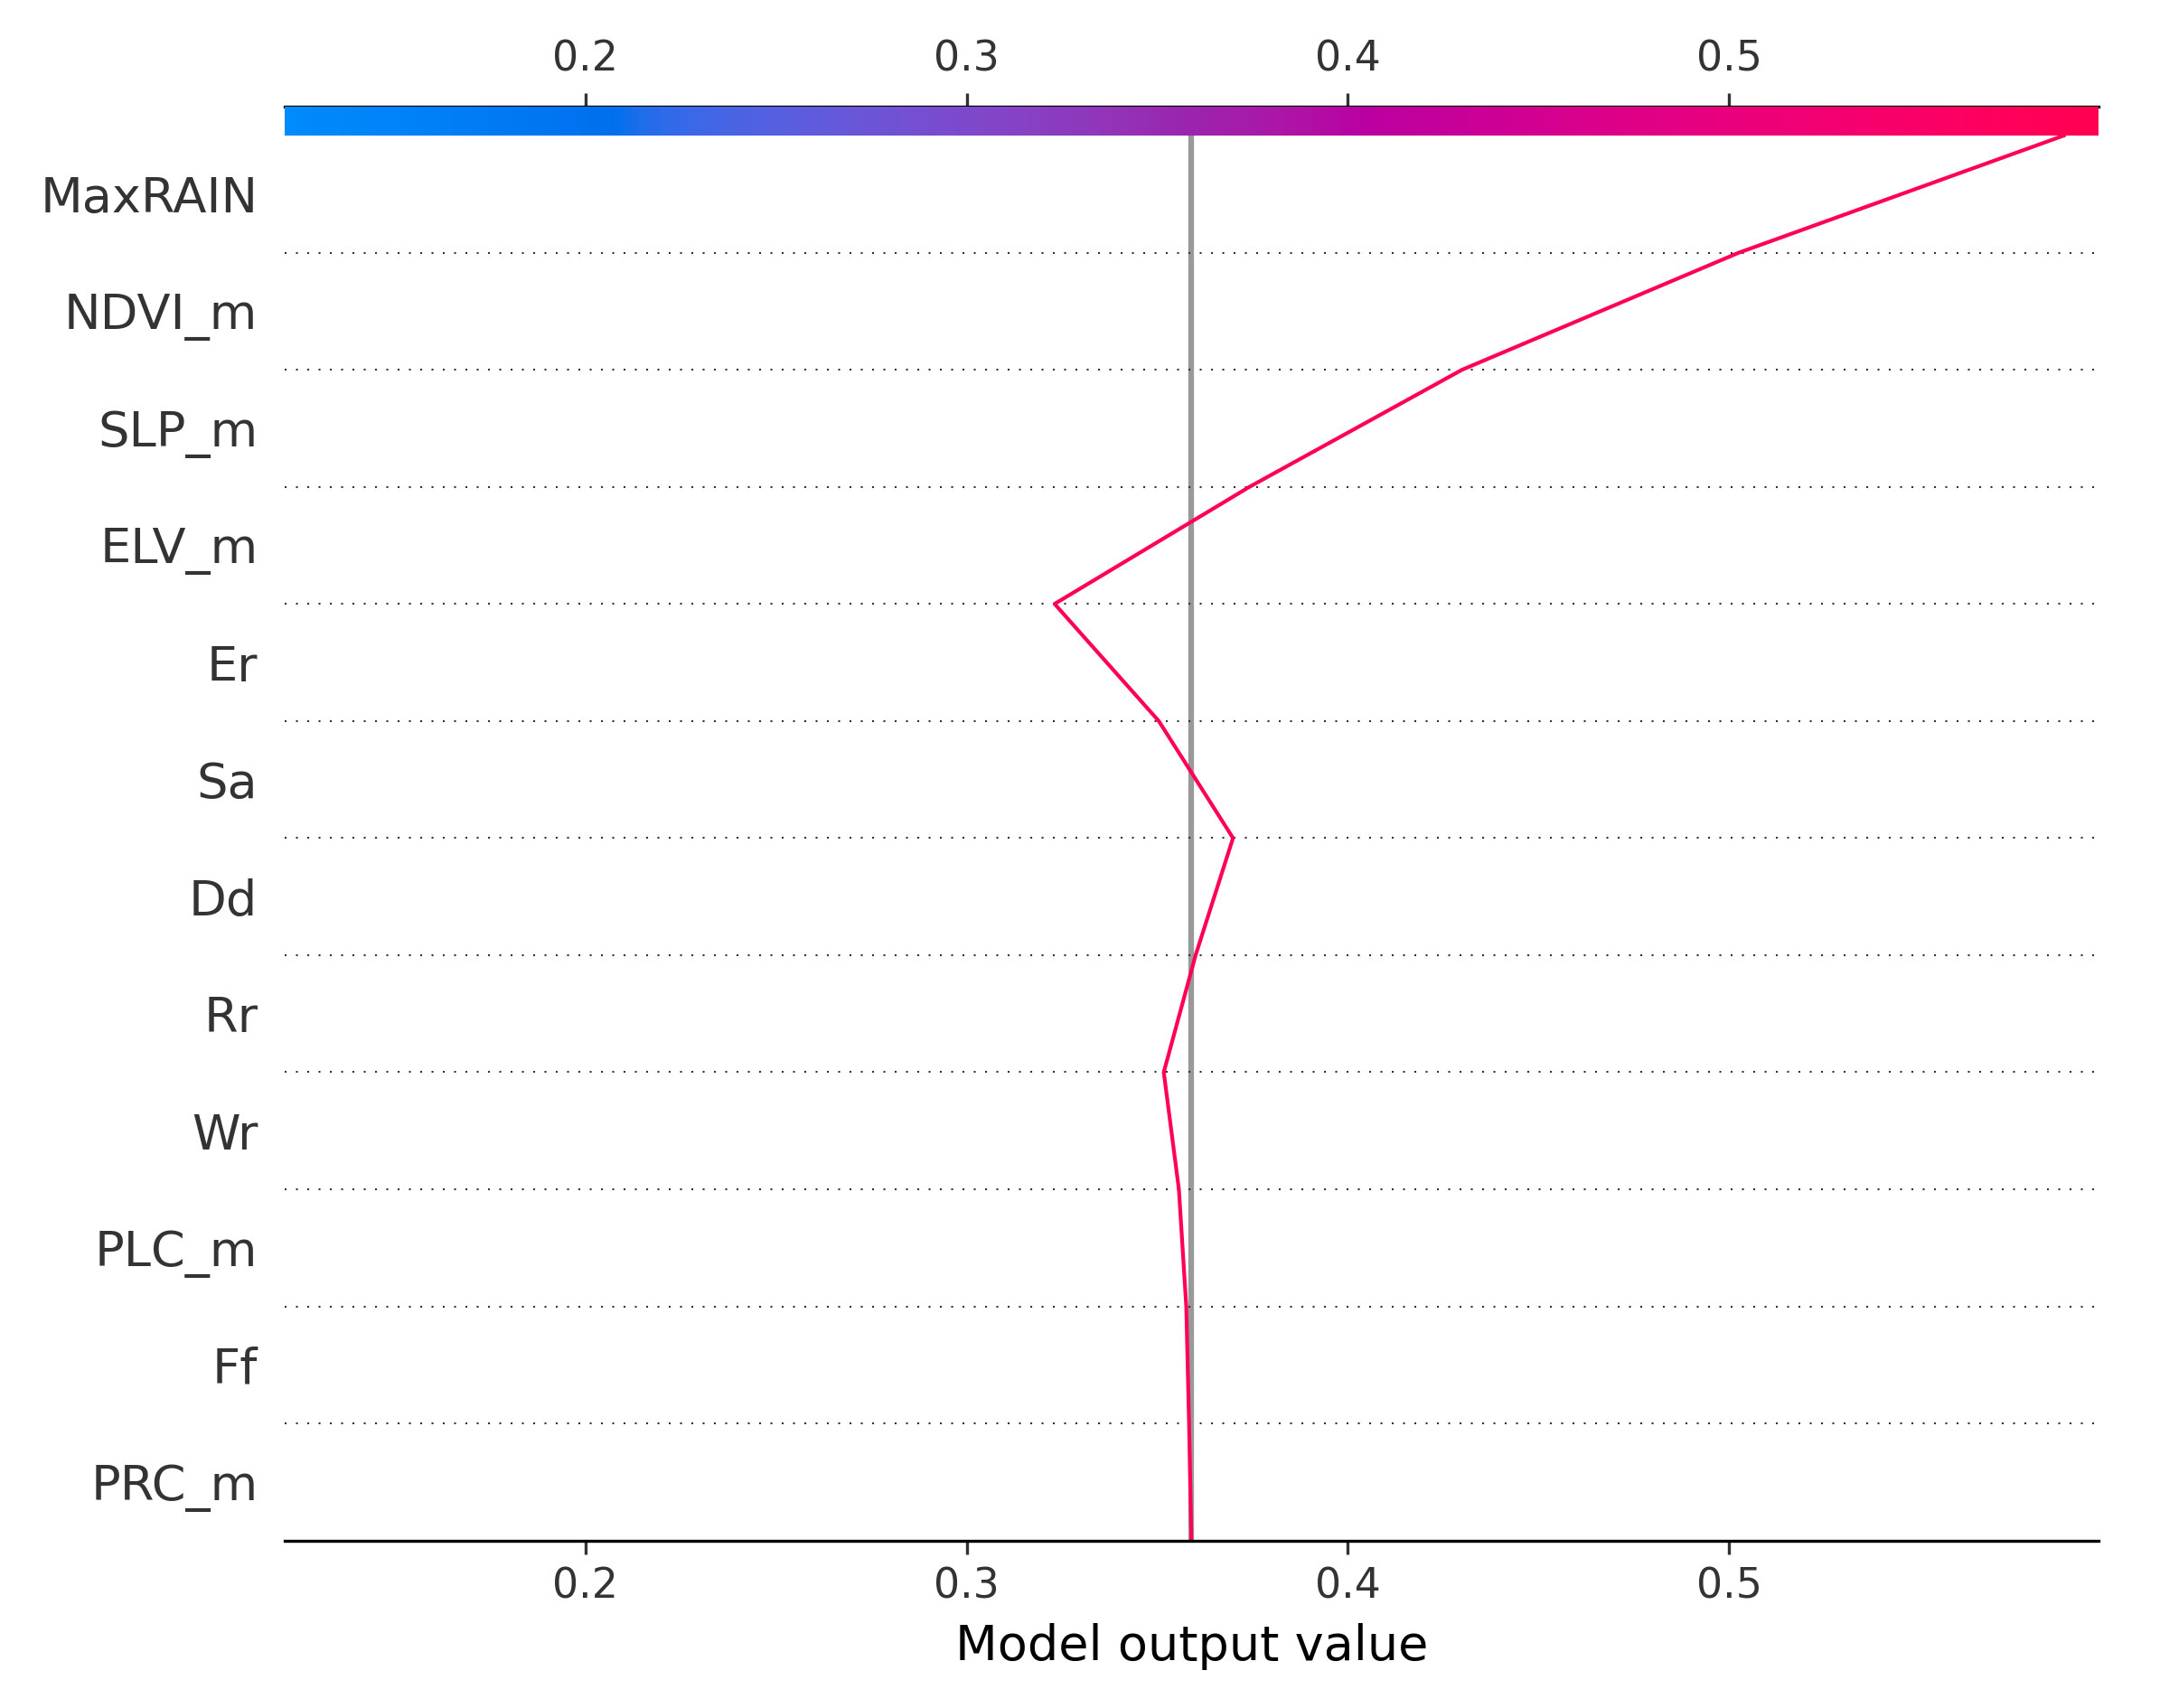 0.2 0.3 0.4 0.5
MaxRAIN
NDVI_m
SLP_m
ELV_m
Er
Sa
Dd
Rr
Wr
PLC_m
Ff
PRC_m
0.2 0.3 0.4 0.5
Model output value